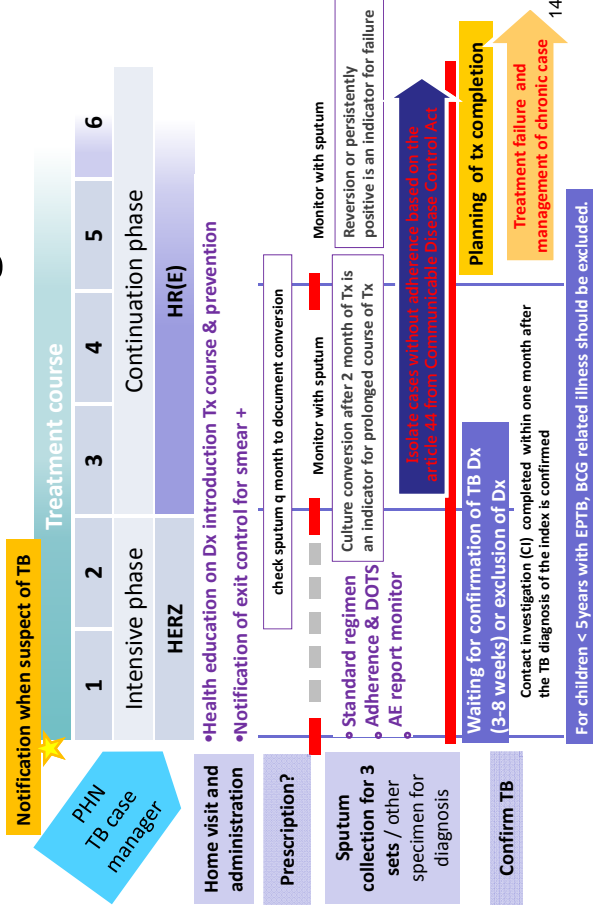 Notification when suspect of TB
Treatment course
1 2 3 4 5 6
Intensive phase
Continuation phase
HERZ
HR(E)
PHN
TB case
manager
Home visit and
administration
•Health education on Dx introduction Tx course & prevention
•Notification of exit control for smear +
Prescription?
check sputum q month to document conversion
Monitor with sputum
Monitor with sputum
Sputum
collection for 3
sets / other
specimen for
diagnosis
Standard regimen
Adherence & DOTS
AE report monitor
Culture conversion after 2 month of Tx is
an indicator for prolonged course of Tx
Reversion or persistently
positive is an indicator for failure
Isolate cases without adherence based on the
article 44 from Communicable Disease Control Act
Confirm TB
Waiting for confirmation of TB Dx
(3-8 weeks) or exclusion of Dx
Planning of tx completion
Contact investigation (CI) completed within one month after
the TB diagnosis of the index is confirmed
Treatment failure and
management of chronic case
For children < 5years with EPTB, BCG related illness should be excluded.
14